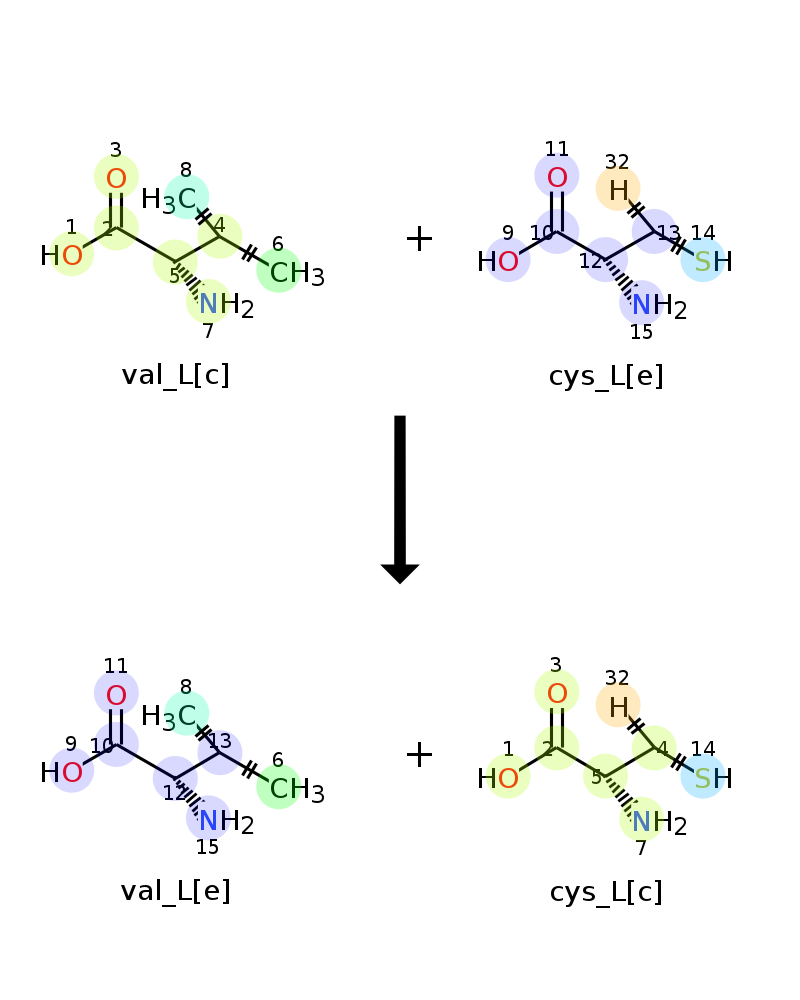 3 8 11 32
O H3C O H
1 2 4 6 9 10 13 14
HO 5 CH3 + HO 12 SH
NH2 NH2
7 15
val_L[c] cys_L[e]
11 8 3 32
O H3C O H
9 10 13 6 1 2 4 14
HO 12 CH3 + HO 5 SH
NH2 NH2
15 7
val_L[e] cys_L[c]